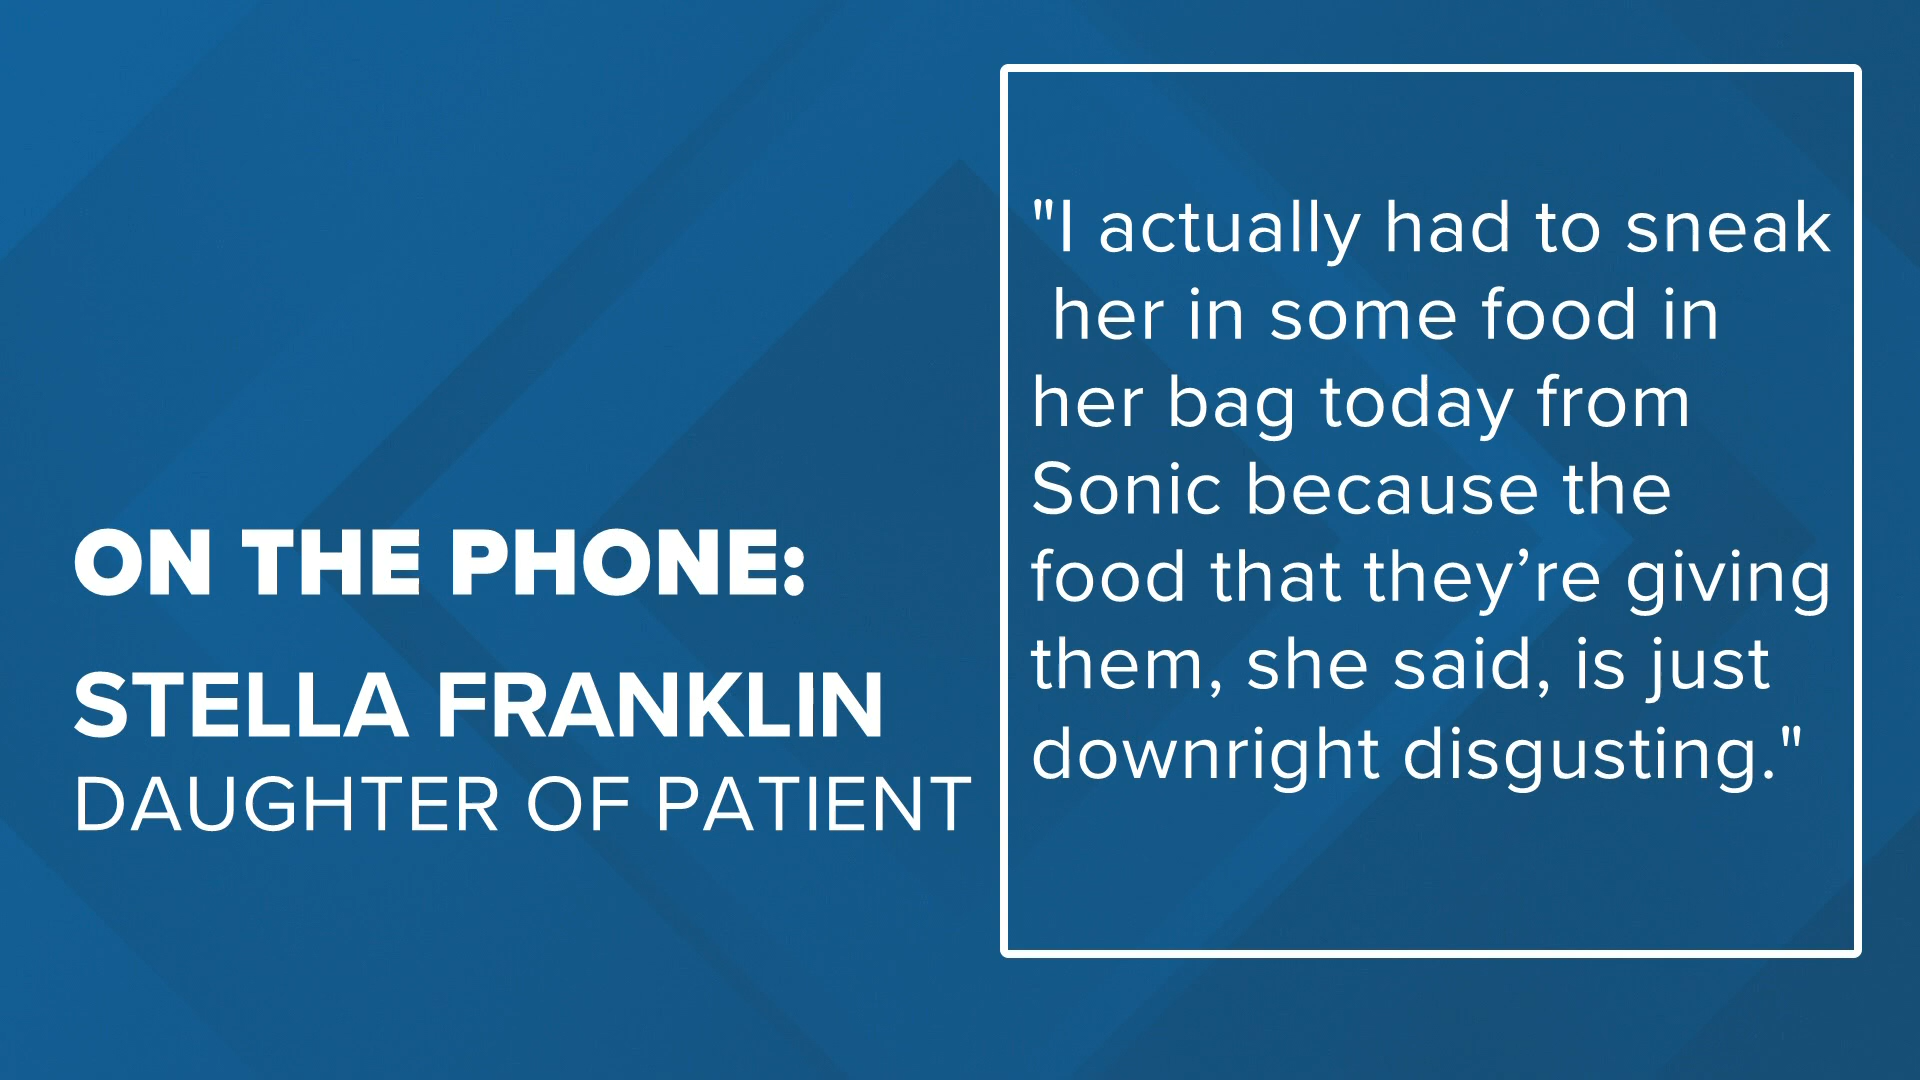 ON THE PHONE:
STELLA FRANKLIN
DAUGHTER OF PATIENT
"I actually had to sneak
her in some food in
her bag today from
Sonic because the
food that they’re giving
them, she said, is just
downright disgusting."